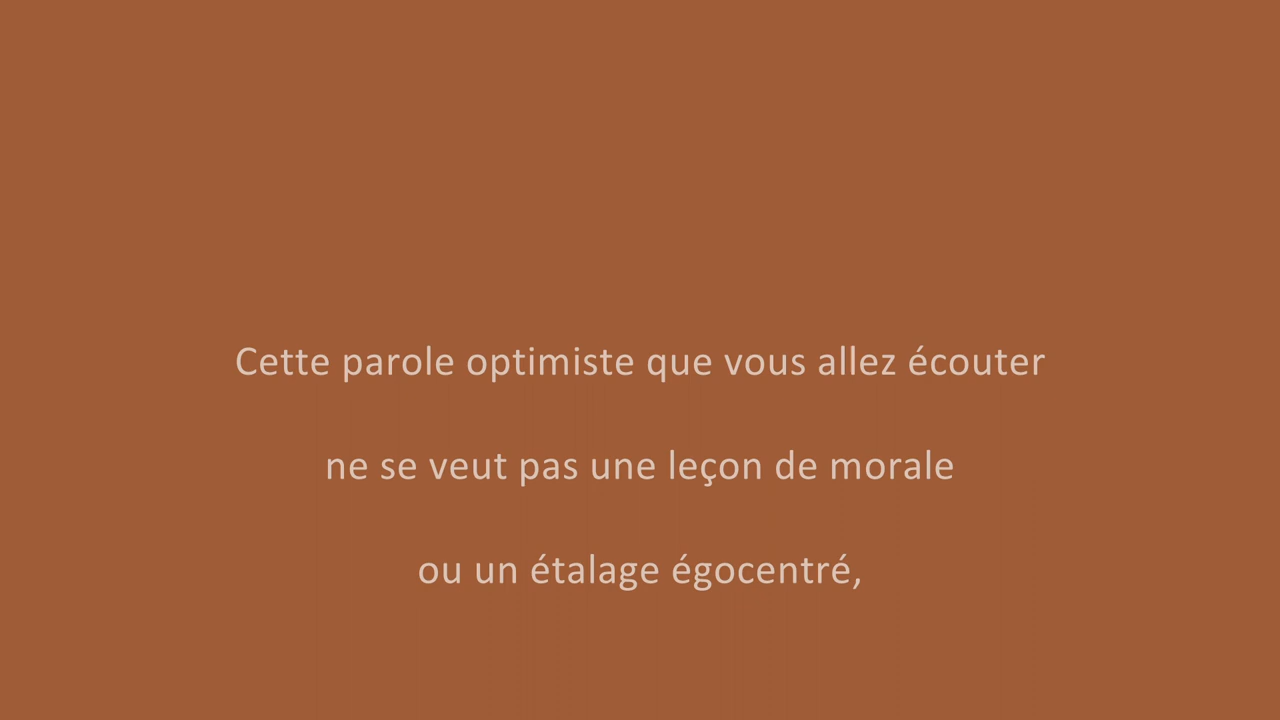 Cette parole optimiste que vous allez écouter
ne se veut pas une leçon de morale
ou un étalage égocentré,